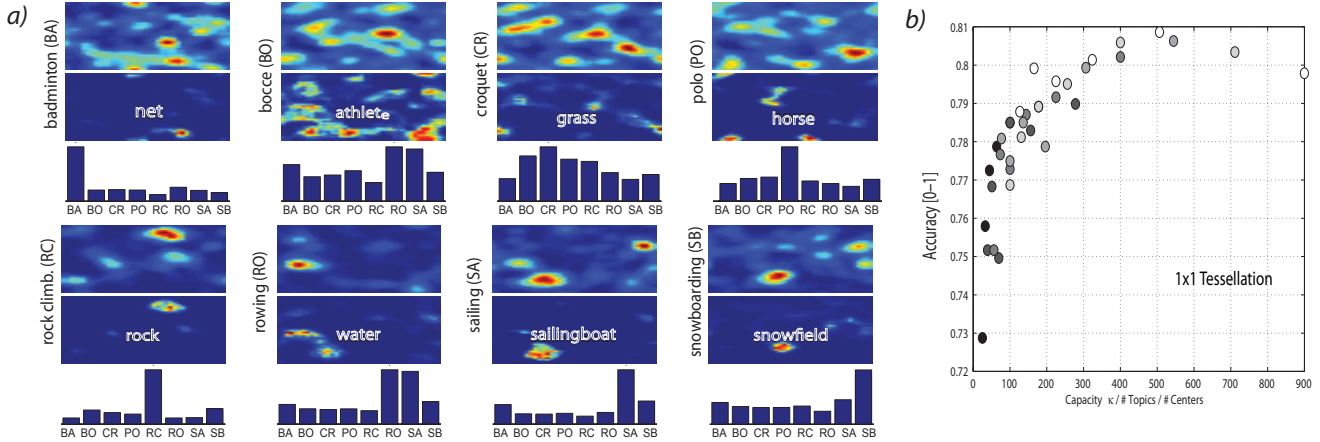 a)
badminton (BA)
net
BA BO CR PO RC RO SA SB
bocce (BO)
athlete
BA BO CR PO RC RO SA SB
croquet (CR)
grass
BA BO CR PO RC RO SA SB
polo (PO)
horse
BA BO CR PO RC RO SA SB
rock climb. (RC)
rock
BA BO CR PO RC RO SA SB
rowing (RO)
water
BA BO CR PO RC RO SA SB
sailing (SA)
sailingboat
BA BO CR PO RC RO SA SB
snowboarding (SB)
snowfield
BA BO CR PO RC RO SA SB
b)
Accuracy [0–1]
0.81
0.8
0.79
0.78
0.77
0.76
0.75
0.74
0.73
0.72
1x1 Tessellation
0 100 200 300 400 500 600 700 800 900
Capacity κ / # Topics / # Centers